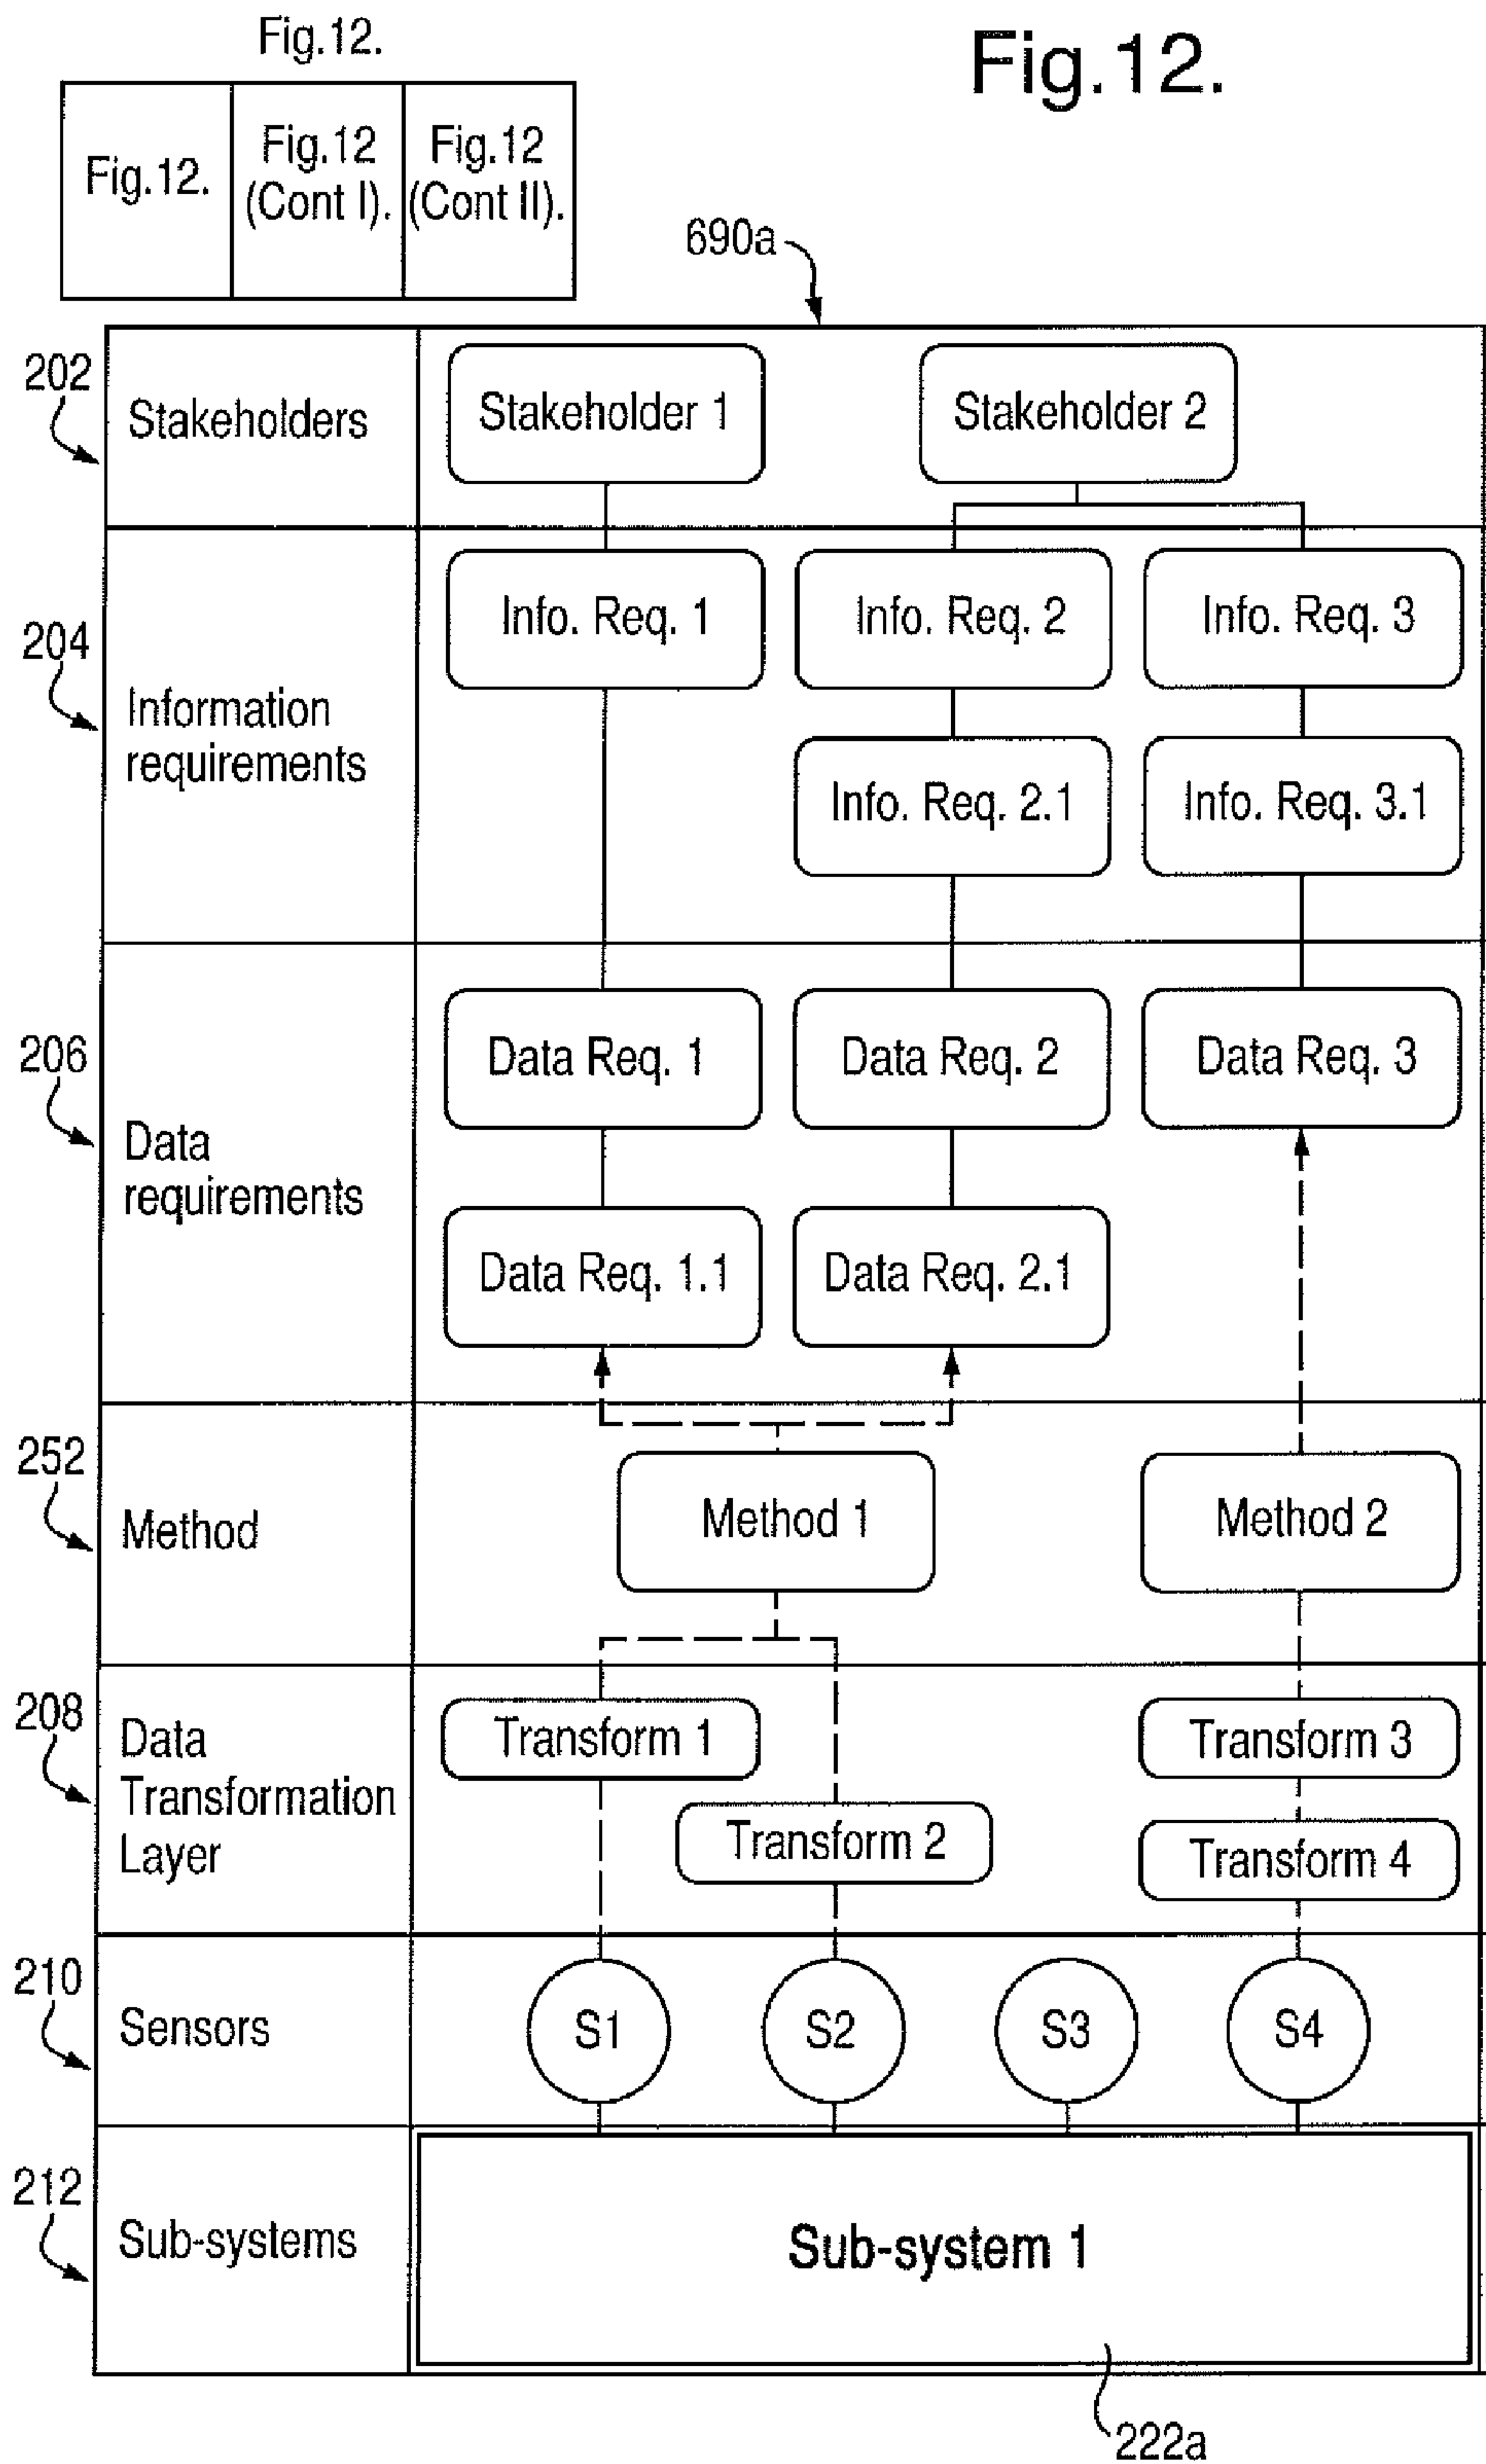 Fig.12.
Fig.12.
Fig.12.
Fig.12
(Cont I).
Fig.12
(Cont II).
690a
202
Stakeholders
Stakeholder 1
Stakeholder 2
204
Information
requirements
Info. Req. 1
Info. Req. 2
Info. Req. 3
Info. Req. 2.1
Info. Req. 3.1
206
Data
requirements
Data Req. 1
Data Req. 2
Data Req. 3
Data Req. 1.1
Data Req. 2.1
252
Method
Method 1
Method 2
208
Data
Transformation
Layer
Transform 1
Transform 2
Transform 3
Transform 4
210
Sensors
S1
S2
S3
S4
212
Sub-systems
Sub-system 1
222a